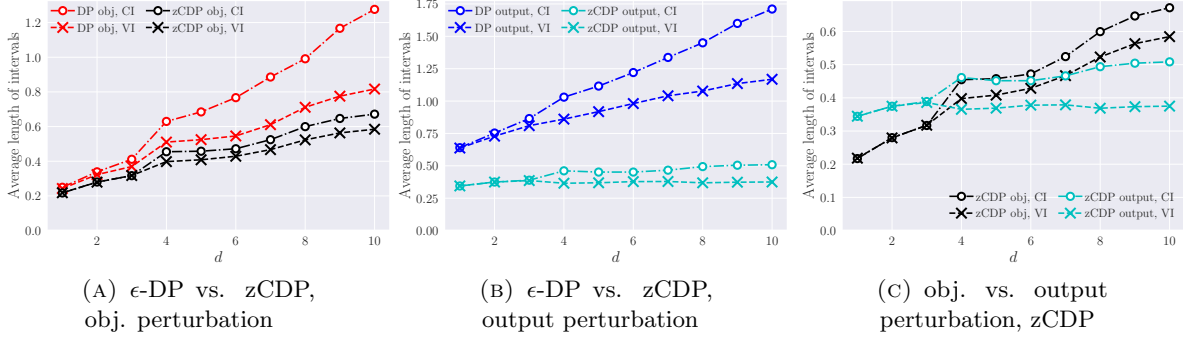 Average length of intervals
DP obj, CI
DP obj, VI
zCDP obj, CI
zCDP obj, VI
1.2
1.0
0.8
0.6
0.4
0.2
0.0
2 4 6 8 10
d
(A) ϵ-DP vs. zCDP,
obj. perturbation
Average length of intervals
DP output, CI
DP output, VI
zCDP output, CI
zCDP output, VI
1.75
1.50
1.25
1.00
0.75
0.50
0.25
0.00
2 4 6 8 10
d
(B) ϵ-DP vs. zCDP,
output perturbation
Average length of intervals
0.6
0.5
0.4
0.3
0.2
0.1
0.0
zCDP obj, CI
zCDP obj, VI
zCDP output, CI
zCDP output, VI
2 4 6 8 10
d
(C) obj. vs. output
perturbation, zCDP